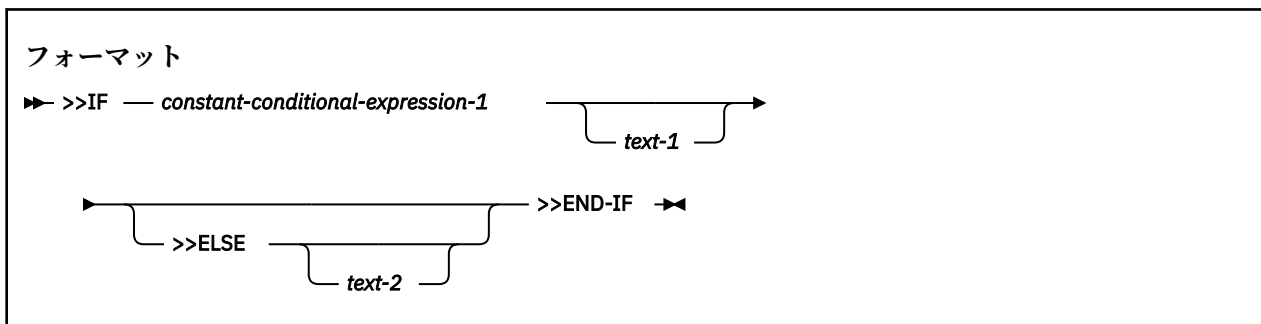 フォーマット
>>IF constant-conditional-expression-1
text-1
>>END-IF
>>ELSE
text-2